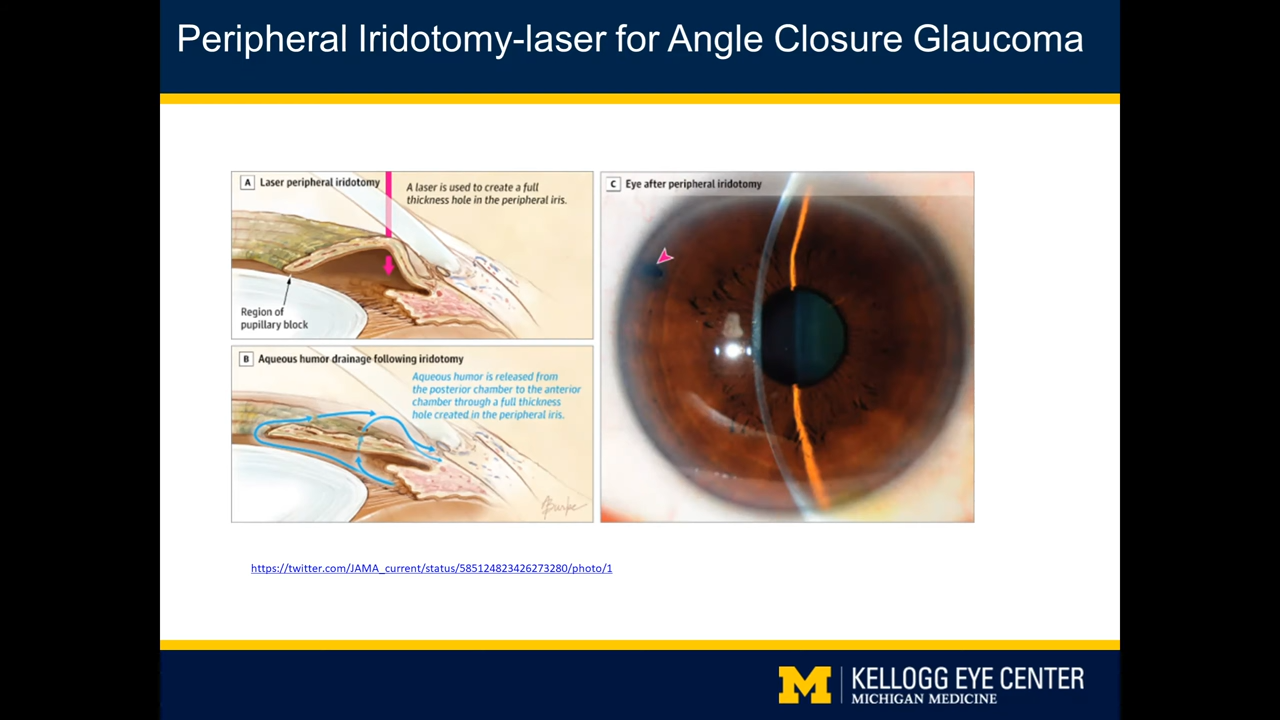 Peripheral Iridotomy-laser for Angle Closure Glaucoma
A Laser peripheral iridotomy
A laser is used to create a full
thickness hole in the peripheral iris.
Region of
pupillary block
B Aqueous humor drainage following iridotomy
Aqueous humor is released from
the posterior chamber to the anterior
chamber through a full thickness
hole created in the peripheral iris.
Burke
C Eye after peripheral iridotomy
https://twitter.com/JAMA_current/status/585124823426273280/photo/1
M
KELLOGG EYE CENTER
MICHIGAN MEDICINE